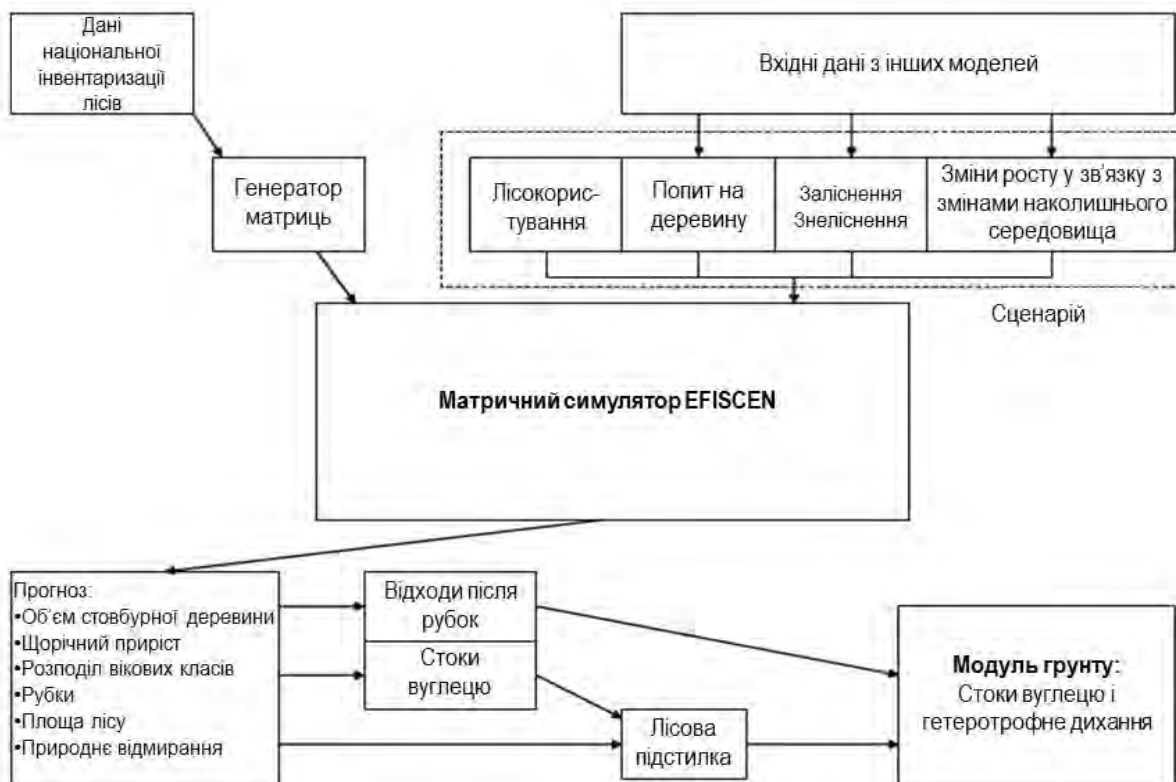 Дані
національної
інвентаризації
лісів
Вхідні дані з інших моделей
Генератор
матриць
Лісокорис-
тування
Попит на
деревину
Заліснення
Знеліснення
Зміни росту у зв'язку з
змінами наколишнього
середовища
Сценарій
Матричний симулятор EFISCEN
Прогноз:
•Об'єм стовбурної деревини
•Щорічний приріст
•Розподіл вікових класів
•Рубки
•Площа лісу
•Природнє відмирання
Відходи після
рубок
Стоки
вуглецю
Лісова
підстилка
Модуль грунту:
Стоки вуглецю і
гетеротрофне дихання